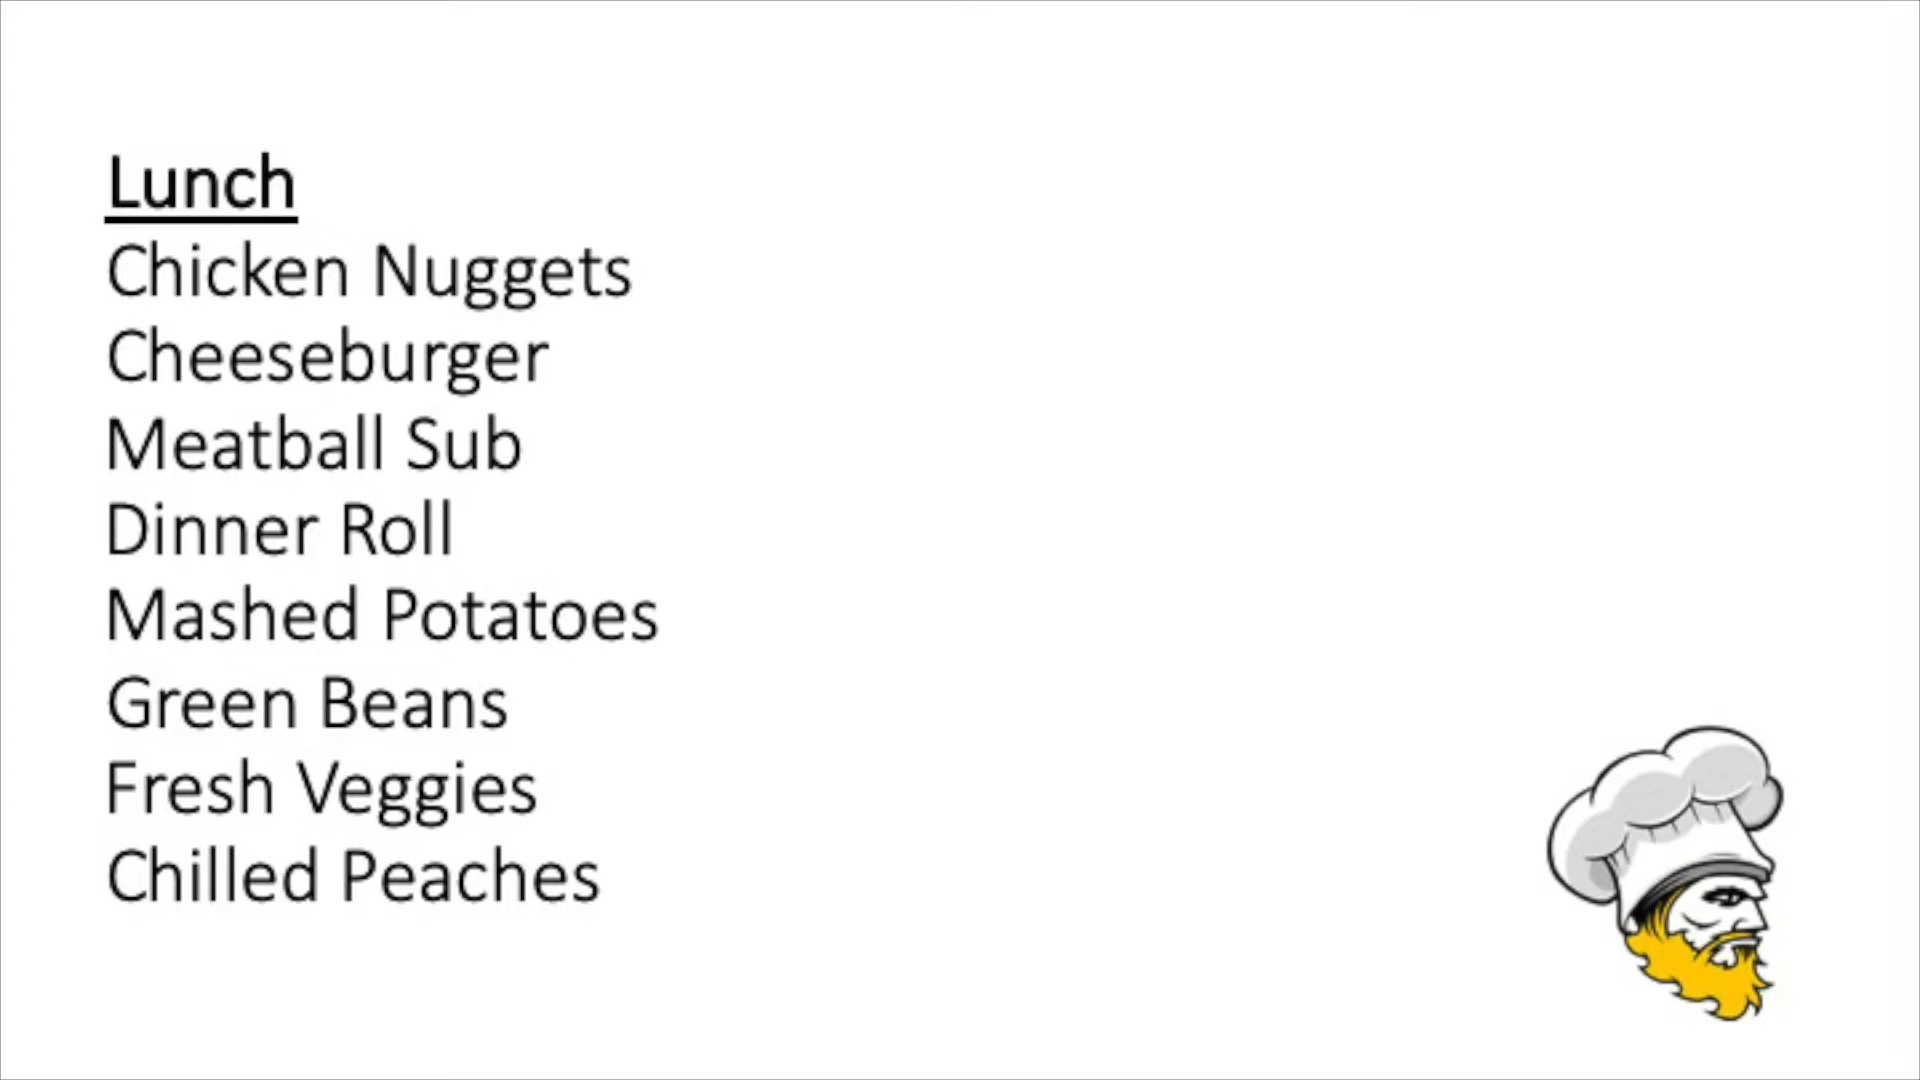 Lunch
Chicken Nuggets
Cheeseburger
Meatball Sub
Dinner Roll
Mashed Potatoes
Green Beans
Fresh Veggies
Chilled Peaches